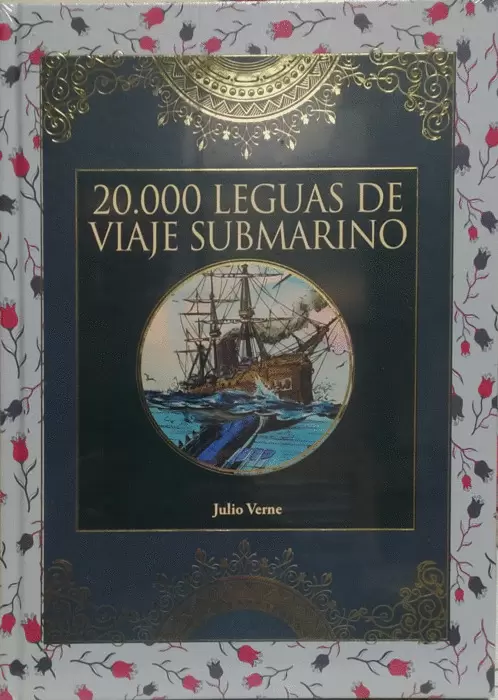 20.000 LEGUAS DE
VIAJE SUBMARINO
Julio Verne